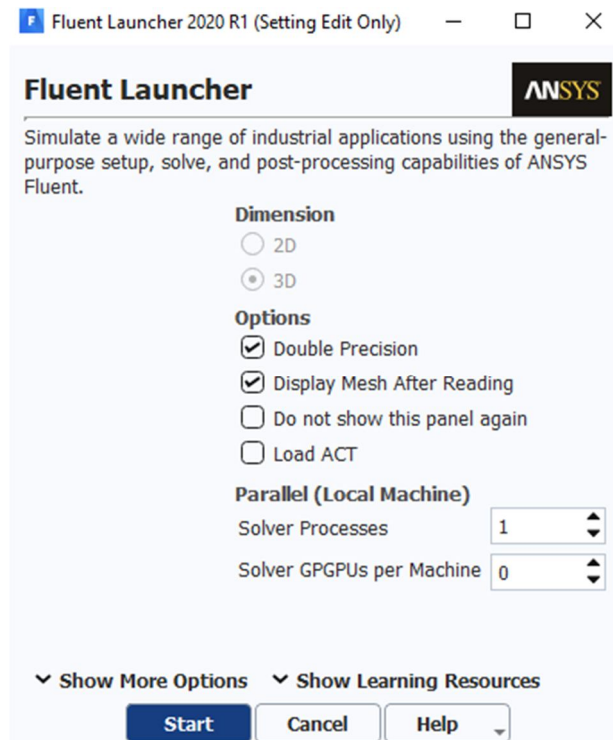 F Fluent Launcher 2020 R1 (Setting Edit Only)
Fluent Launcher
ANSYS
Simulate a wide range of industrial applications using the general-
purpose setup, solve, and post-processing capabilities of ANSYS
Fluent.
Dimension
2D
3D
Options
Double Precision
Display Mesh After Reading
Do not show this panel again
Load ACT
Parallel (Local Machine)
Solver Processes 1
Solver GPGPUs per Machine 0
Show More Options Show Learning Resources
Start Cancel Help